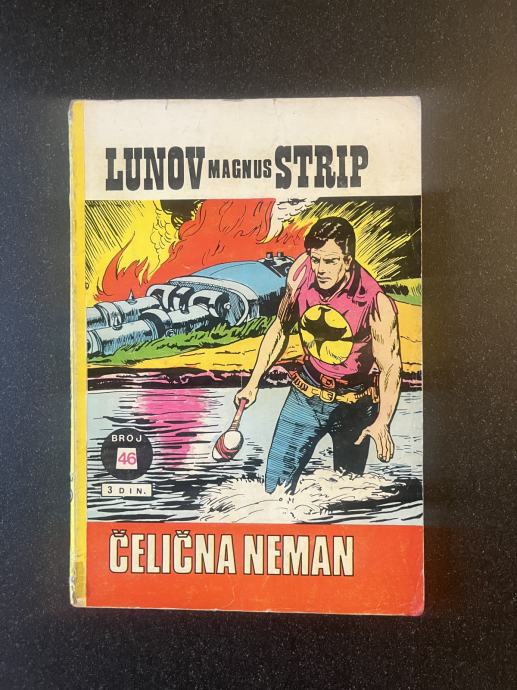 LUNOV MAGNUS STRIP
BROJ
46
3 DIN.
ČELIČNA NEMAN